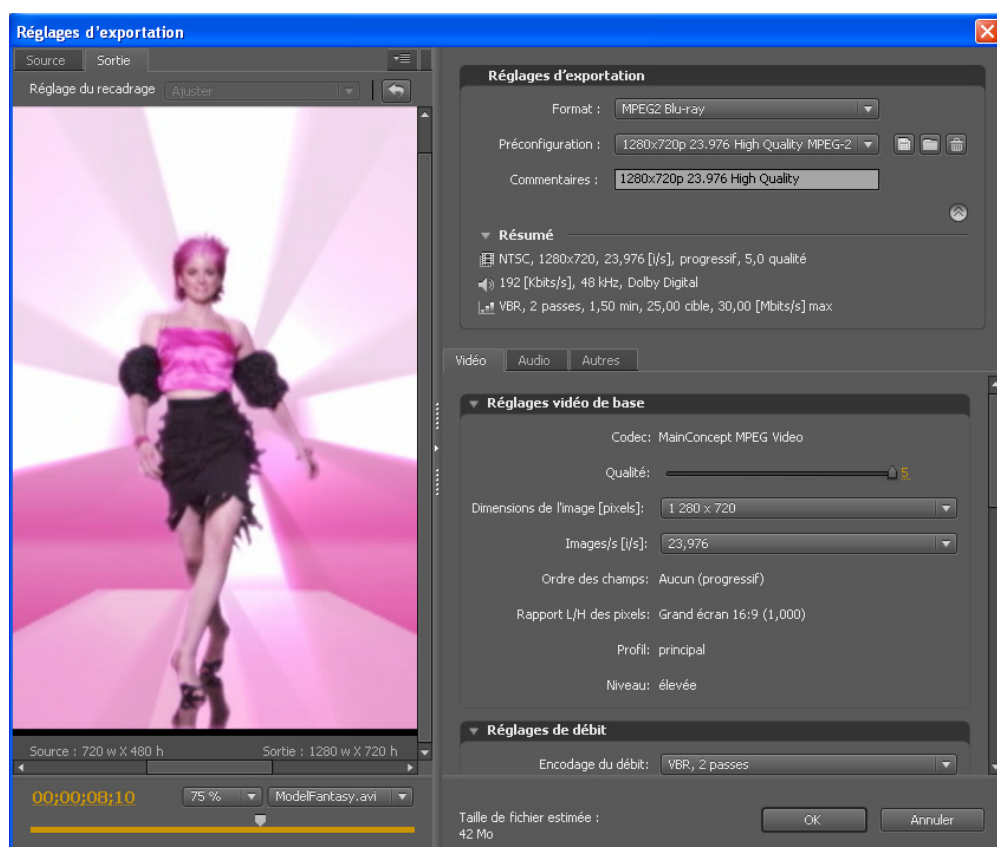 Réglages d'exportation
Source Sortie
Réglage du recadrage Ajuster
Source : 720 w X 480 h Sortie : 1280 w X 720 h
00;00;08;10 75 % ModelFantasy.avi
Réglages d'exportation
Format : MPEG2 Blu-ray
Préconfiguration : 1280x720p 23.976 High Quality MPEG-2
Commentaires : 1280x720p 23.976 High Quality
Résumé
NTSC, 1280x720, 23,976 [i/s], progressif, 5,0 qualité
192 [Kbits/s], 48 kHz, Dolby Digital
VBR, 2 passes, 1,50 min, 25,00 cible, 30,00 [Mbits/s] max
Vidéo Audio Autres
Réglages vidéo de base
Codec: MainConcept MPEG Video
Qualité: 5
Dimensions de l'image [pixels]: 1 280 x 720
Images/s [i/s]: 23,976
Ordre des champs: Aucun (progressif)
Rapport L/H des pixels: Grand écran 16:9 (1,000)
Profil: principal
Niveau: élevée
Réglages de débit
Encodage du débit: VBR, 2 passes
Taille de fichier estimée :
42 Mo
OK Annuler